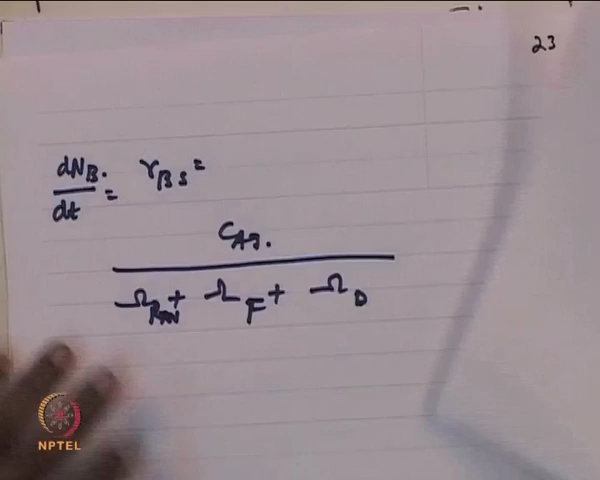 23
dN_B/dt = r_BS =
C_Ag.
Ω_RXN + Ω_F + Ω_D
NPTEL